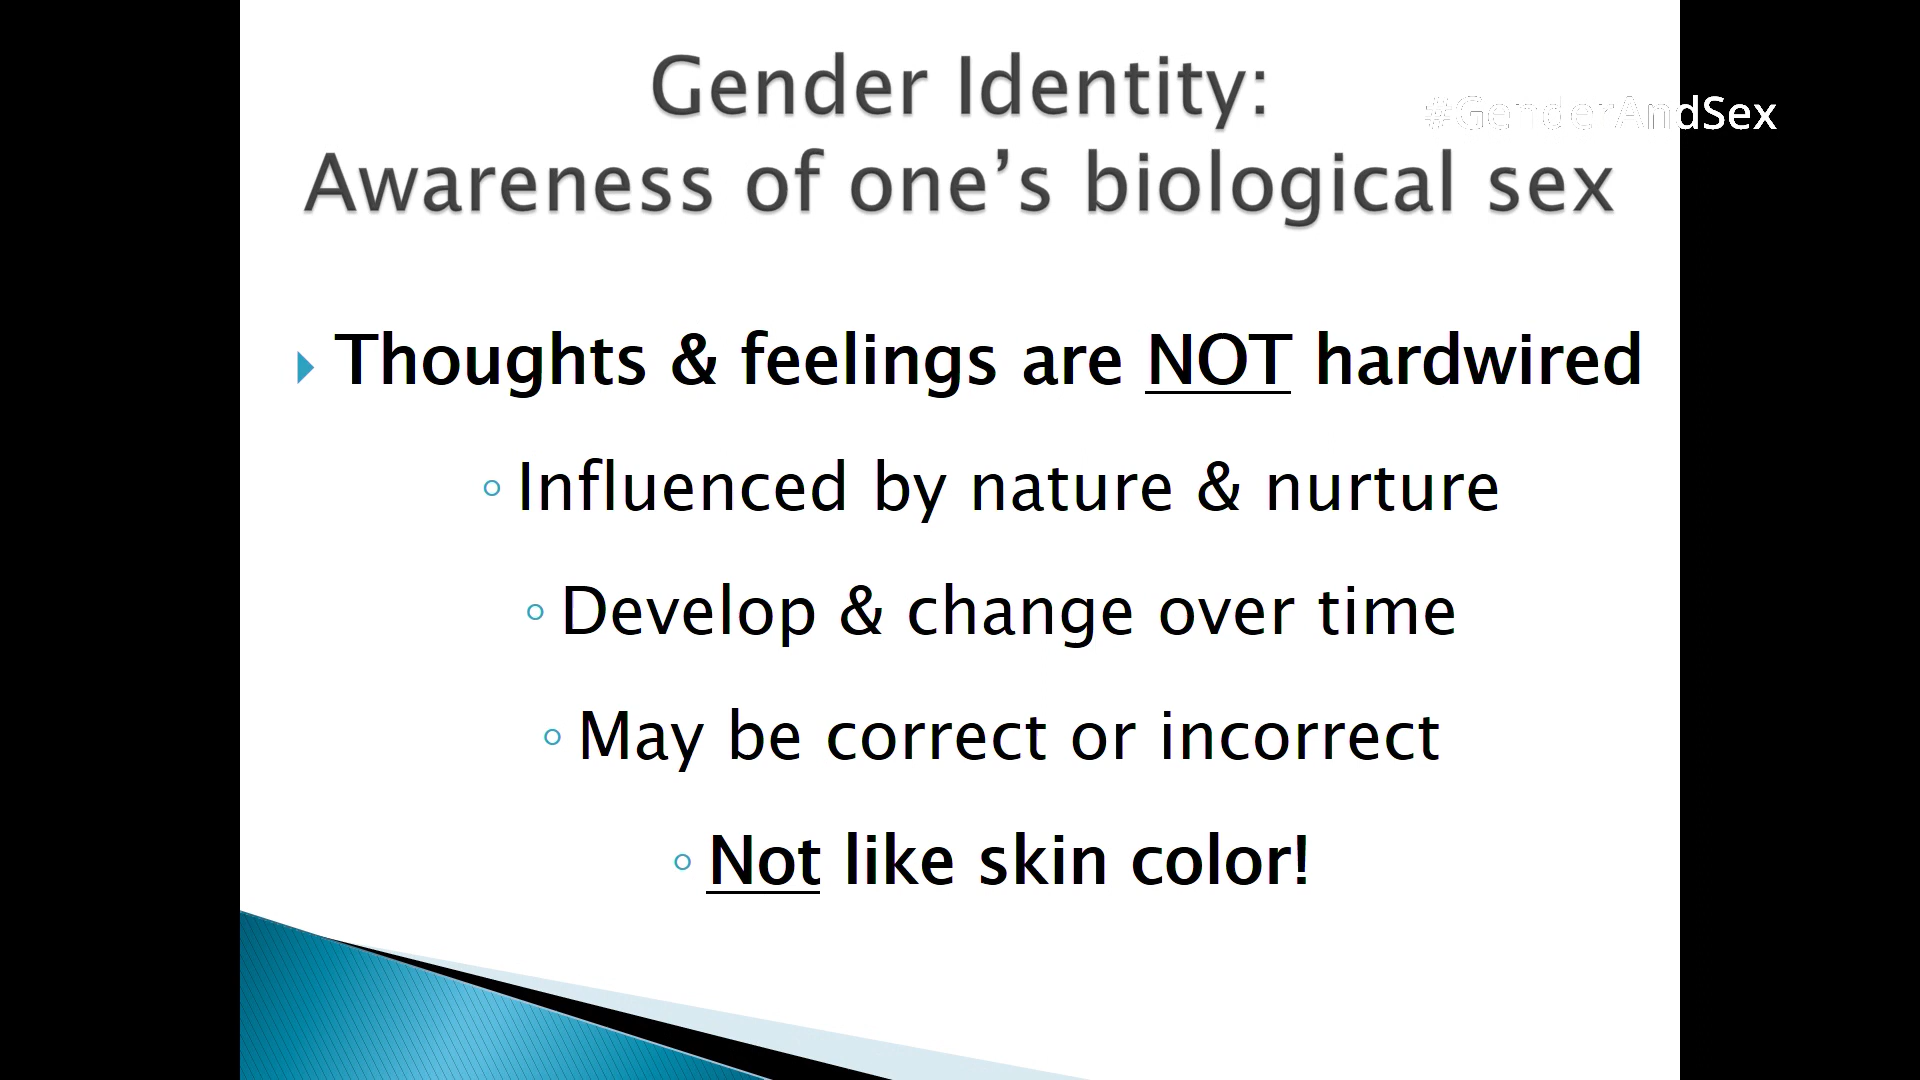 Gender Identity:
#GenderAndSex
Awareness of one’s biological sex
Thoughts & feelings are NOT hardwired
Influenced by nature & nurture
Develop & change over time
May be correct or incorrect
Not like skin color!